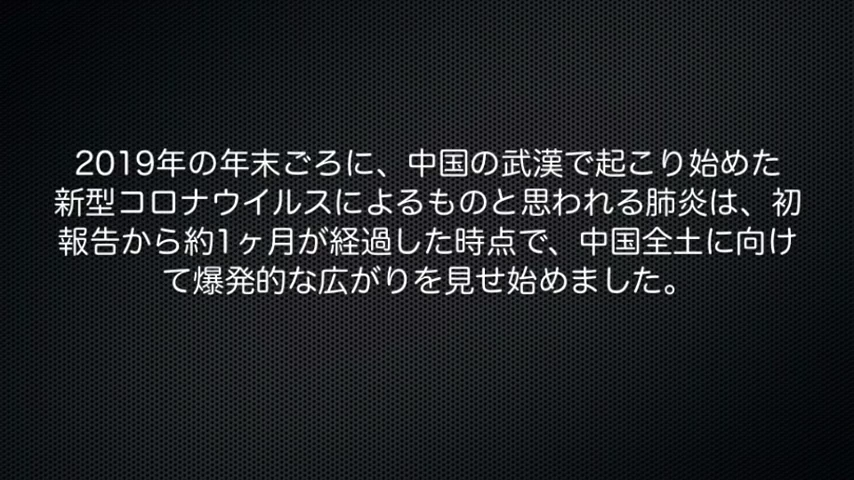 2019年の年末ごろに、中国の武漢で起こり始めた
新型コロナウイルスによるものと思われる肺炎は、初
報告から約1ヶ月が経過した時点で、中国全土に向け
て爆発的な広がりを見せ始めました。